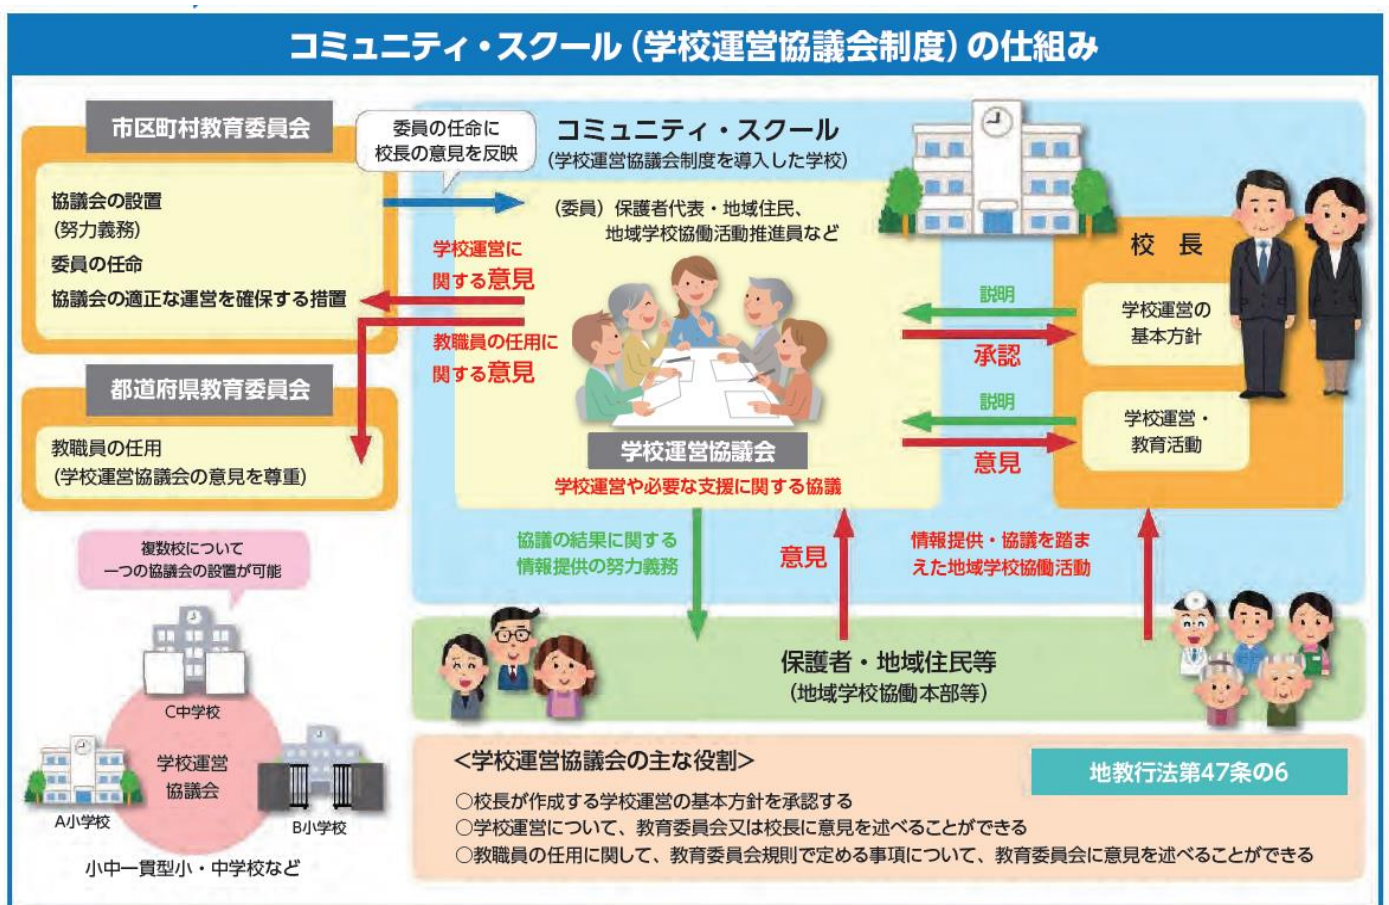 コミュニティ・スクール(学校運営協議会制度)の仕組み
市区町村教育委員会
協議会の設置
(努力義務)
委員の任命
協議会の適正な運営を確保する措置
都道府県教育委員会
教職員の任用
(学校運営協議会の意見を尊重)
委員の任命に
校長の意見を反映
学校運営に
関する意見
教職員の任用に
関する意見
コミュニティ・スクール
(学校運営協議会制度を導入した学校)
(委員)保護者代表・地域住民、
地域学校協働活動推進員など
学校運営協議会
学校運営や必要な支援に関する協議
説明
承認
説明
意見
校 長
学校運営の
基本方針
学校運営・
教育活動
協議の結果に関する
情報提供の努力義務
意見
情報提供・協議を踏ま
えた地域学校協働活動
保護者・地域住民等
(地域学校協働本部等)
複数校について
一つの協議会の設置が可能
C中学校
学校運営
協議会
A小学校
B小学校
小中一貫型小・中学校など
<学校運営協議会の主な役割>
地教行法第47条の6
○校長が作成する学校運営の基本方針を承認する
○学校運営について、教育委員会又は校長に意見を述べることができる
○教職員の任用に関して、教育委員会規則で定める事項について、教育委員会に意見を述べることができる